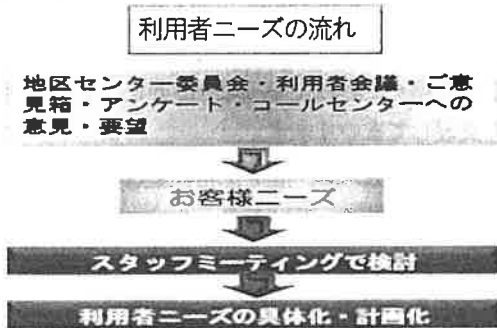 利用者ニーズの流れ
地区センター委員会・利用者会議・ご意
見箱・アンケート・コールセンターへの
意見・要望
お客様ニーズ
スタッフミーティングで検討
利用者ニーズの具体化・計画化